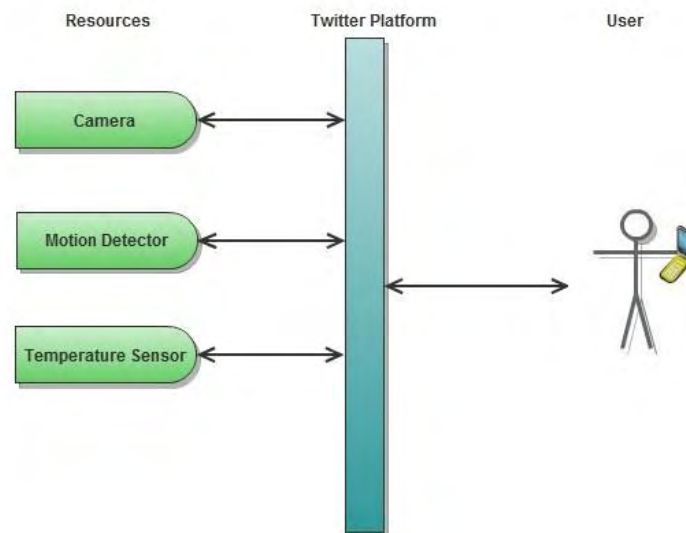 Resources
Twitter Platform
User
Camera
Motion Detector
Temperature Sensor